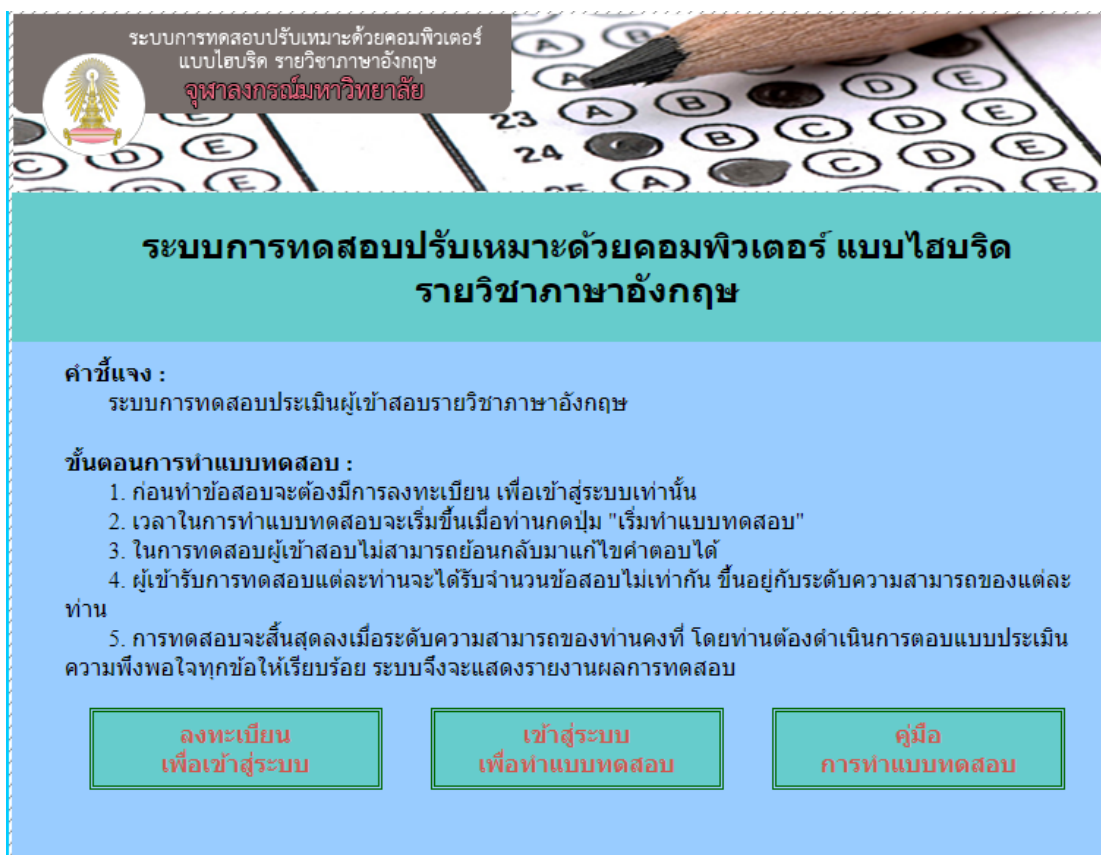 ระบบการทดสอบปรับเหมาะด้วยคอมพิวเตอร์
แบบไฮบริด รายวิชาภาษาอังกฤษ
จุฬาลงกรณ์มหาวิทยาลัย
A B
A
23 A B D E
24 B C D E
A C D E
C D E
C D E
E
ระบบการทดสอบปรับเหมาะด้วยคอมพิวเตอร์ แบบไฮบริด
รายวิชาภาษาอังกฤษ
คำชี้แจง :
ระบบการทดสอบประเมินผู้เข้าสอบรายวิชาภาษาอังกฤษ
ขั้นตอนการทำแบบทดสอบ :
1. ก่อนทำข้อสอบจะต้องมีการลงทะเบียน เพื่อเข้าสู่ระบบเท่านั้น
2. เวลาในการทำแบบทดสอบจะเริ่มขึ้นเมื่อท่านกดปุ่ม "เริ่มทำแบบทดสอบ"
3. ในการทดสอบผู้เข้าสอบไม่สามารถย้อนกลับมาแก้ไขคำตอบได้
4. ผู้เข้ารับการทดสอบแต่ละท่านจะได้รับจำนวนข้อสอบไม่เท่ากัน ขึ้นอยู่กับระดับความสามารถของแต่ละ
ท่าน
5. การทดสอบจะสิ้นสุดลงเมื่อระดับความสามารถของท่านคงที่ โดยท่านต้องดำเนินการตอบแบบประเมิน
ความพึงพอใจทุกข้อให้เรียบร้อย ระบบจึงจะแสดงรายงานผลการทดสอบ
ลงทะเบียน
เพื่อเข้าสู่ระบบ
เข้าสู่ระบบ
เพื่อทำแบบทดสอบ
คู่มือ
การทำแบบทดสอบ